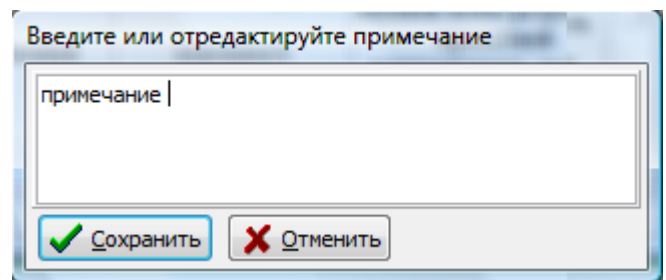 Введите или отредактируйте примечание
примечание
Сохранить
Отменить